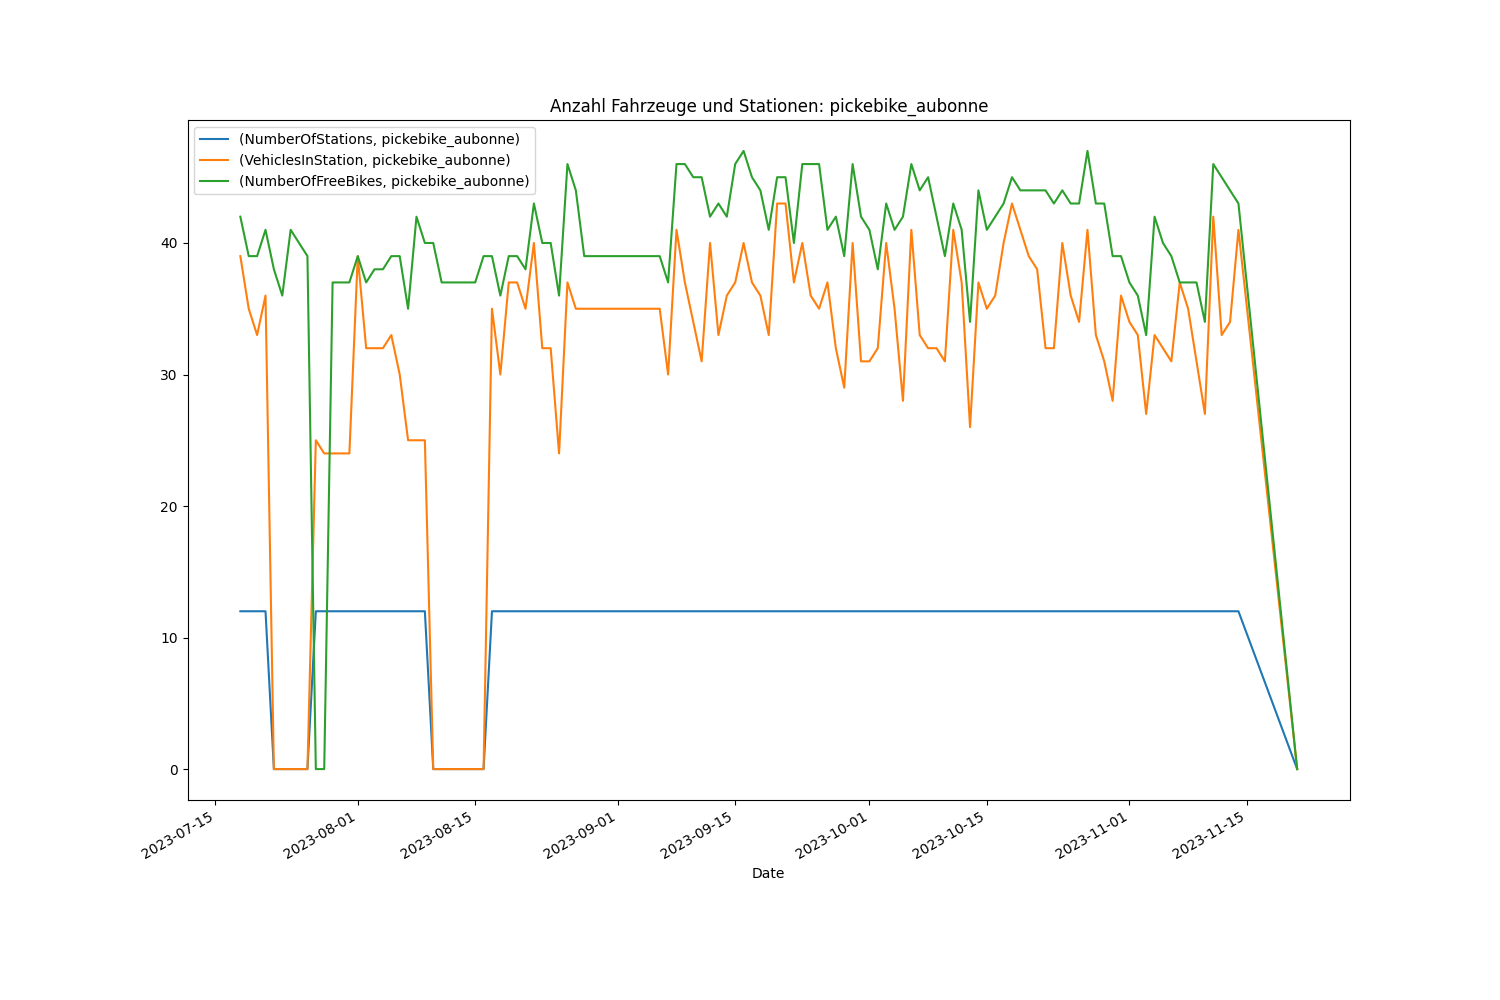 Anzahl Fahrzeuge und Stationen: pickebike_aubonne
(NumberOfStations, pickebike_aubonne)
(VehiclesInStation, pickebike_aubonne)
(NumberOfFreeBikes, pickebike_aubonne)
40
30
20
10
0
2023-07-15
2023-08-01
2023-08-15
2023-09-01
2023-09-15
2023-10-01
2023-10-15
2023-11-01
2023-11-15
Date